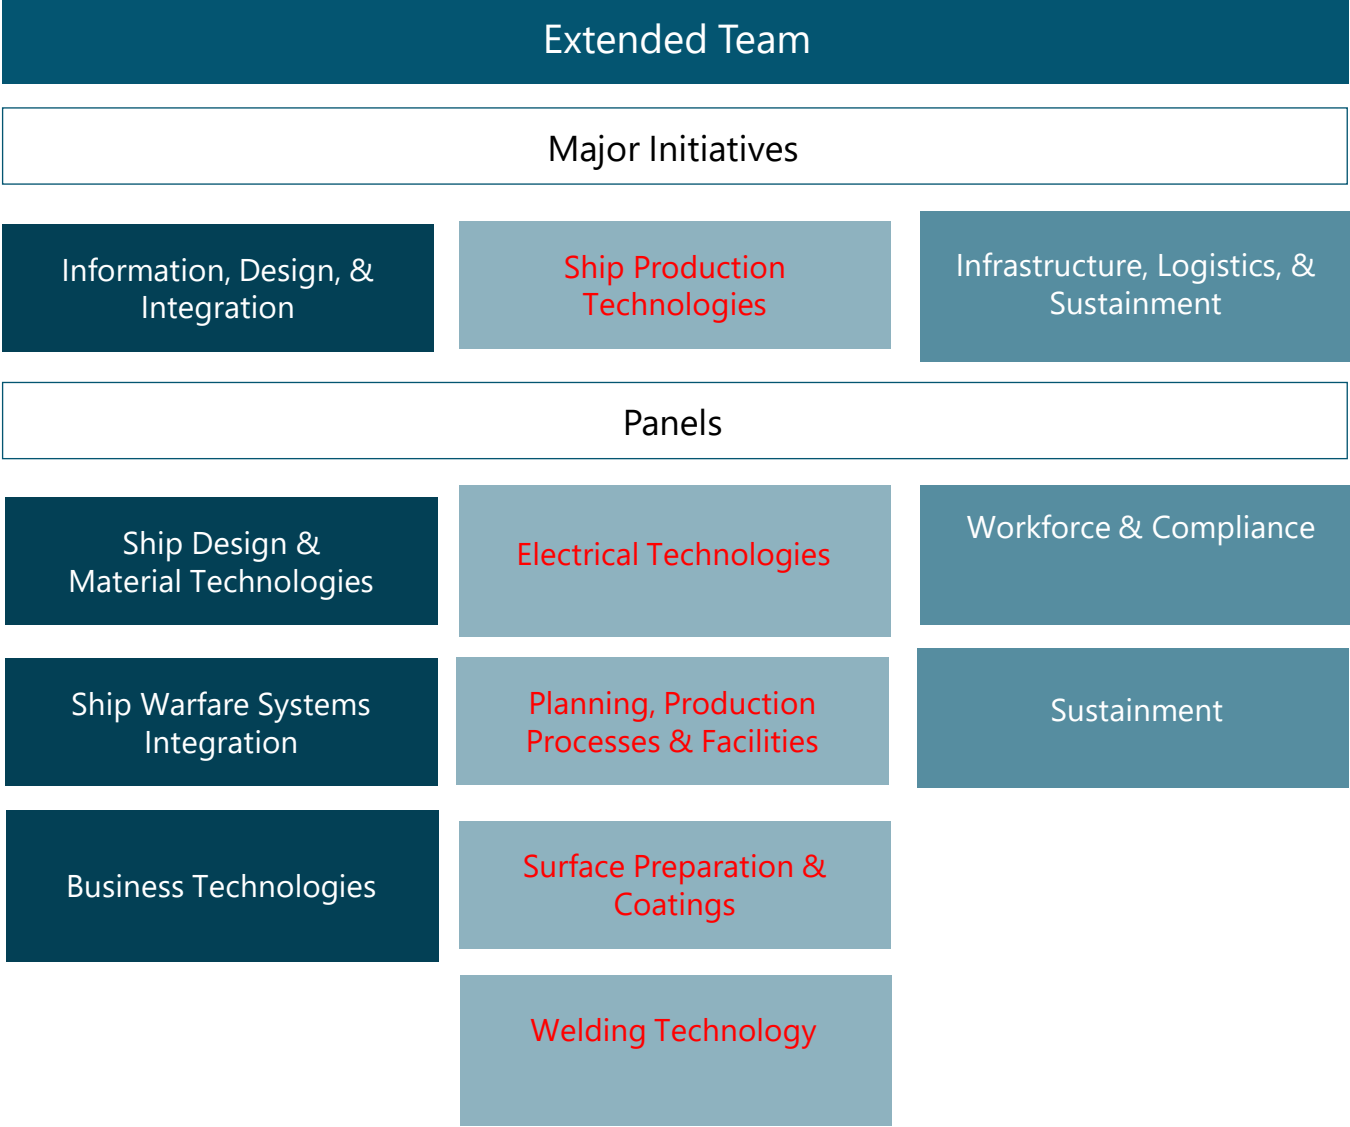 Extended Team
Major Initiatives
Information, Design, &
Integration
Ship Production
Technologies
Infrastructure, Logistics, &
Sustainment
Panels
Ship Design &
Material Technologies
Electrical Technologies
Workforce & Compliance
Ship Warfare Systems
Integration
Planning, Production
Processes & Facilities
Sustainment
Business Technologies
Surface Preparation &
Coatings
Welding Technology